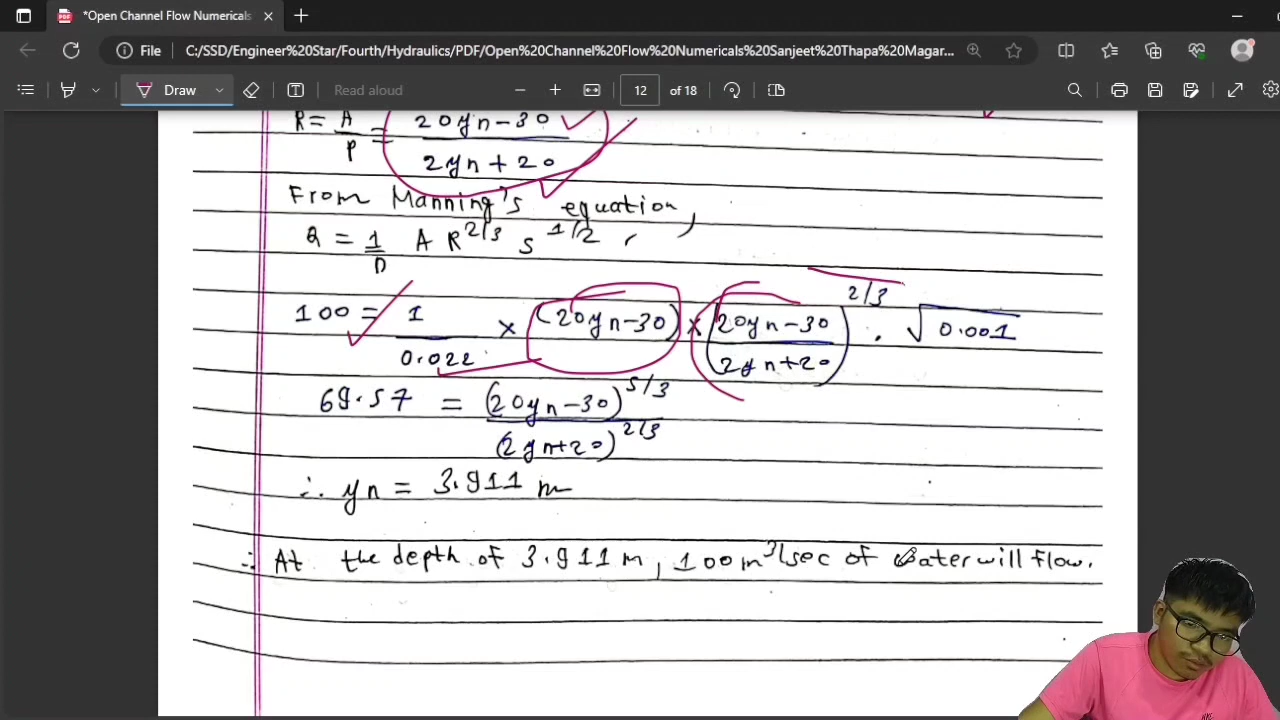 *Open Channel Flow Numericals
File C:/SSD/Engineer%20Star/Fourth/Hydraulics/PDF/Open%20Channel%20Flow%20Numericals%20Sanjeet%20Thapa%20Magar...
Draw Read aloud 12 of 18
R = A/P = (20yn-30)/(2yn+20)
From Manning's equation,
Q = 1/n A R^2/3 S^1/2
100 = 1/0.022 × (20yn-30) × ((20yn-30)/(2yn+20))^2/3 . √0.001
69.57 = (20yn-30)^5/3/(2yn+20)^2/3
∴ yn = 3.911 m
∴ At the depth of 3.911 m, 100 m³/sec of water will flow.